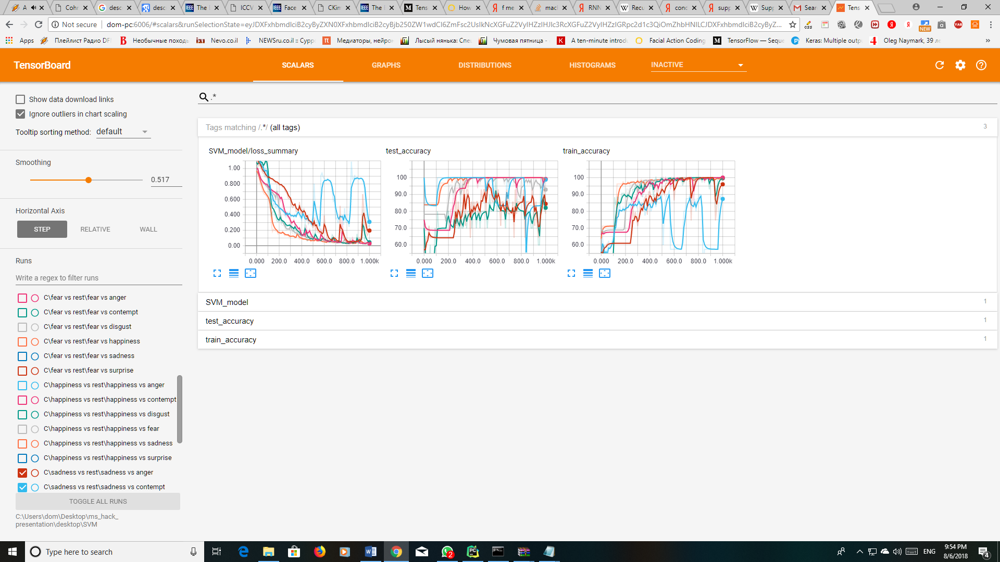 A
Cohn
desc
desc
The I
ICCV
Face
CKim
The I
Tens
How
f me
macl
RNN
Recu
conc
supp
Supp
Sear
Tens
Not secure
dom-pc:6006/#scalars&runSelectionState=
Apps
Плейлист Радио DF
Необычные походы
Nevo.co.il
NEWSru.co.il :: Сурро
Медиаторы, нейрон
Лысый нянька: Спец
Чумовая пятница -
A ten-minute introdu
Facial Action Coding
TensorFlow — Seque
Keras: Multiple outp
Oleg Naymark, 39 ле
»
TensorBoard
SCALARS
GRAPHS
DISTRIBUTIONS
HISTOGRAMS
INACTIVE
Show data download links
Ignore outliers in chart scaling
Tooltip sorting method: default
Smoothing
0.517
Horizontal Axis
STEP RELATIVE WALL
Runs
Write a regex to filter runs
C\fear vs rest\fear vs anger
C\fear vs rest\fear vs contempt
C\fear vs rest\fear vs disgust
C\fear vs rest\fear vs happiness
C\fear vs rest\fear vs sadness
C\fear vs rest\fear vs surprise
C\happiness vs rest\happiness vs anger
C\happiness vs rest\happiness vs contempt
C\happiness vs rest\happiness vs disgust
C\happiness vs rest\happiness vs fear
C\happiness vs rest\happiness vs sadness
C\happiness vs rest\happiness vs surprise
C\sadness vs rest\sadness vs anger
C\sadness vs rest\sadness vs contempt
TOGGLE ALL RUNS
C:\Users\dom\Desktop\ms_hack_
presentation\desktop\SVM
.*
Tags matching /.*/ (all tags) 3
SVM_model/loss_summary
1.00
0.800
0.600
0.400
0.200
0.00
0.000 200.0 400.0 600.0 800.0 1.000k
test_accuracy
100
90.0
80.0
70.0
60.0
0.000 200.0 400.0 600.0 800.0 1.000k
train_accuracy
100
90.0
80.0
70.0
60.0
0.000 200.0 400.0 600.0 800.0 1.000k
SVM_model 1
test_accuracy 1
train_accuracy 1
Type here to search
2
ENG
9:54 PM
8/6/2018
4